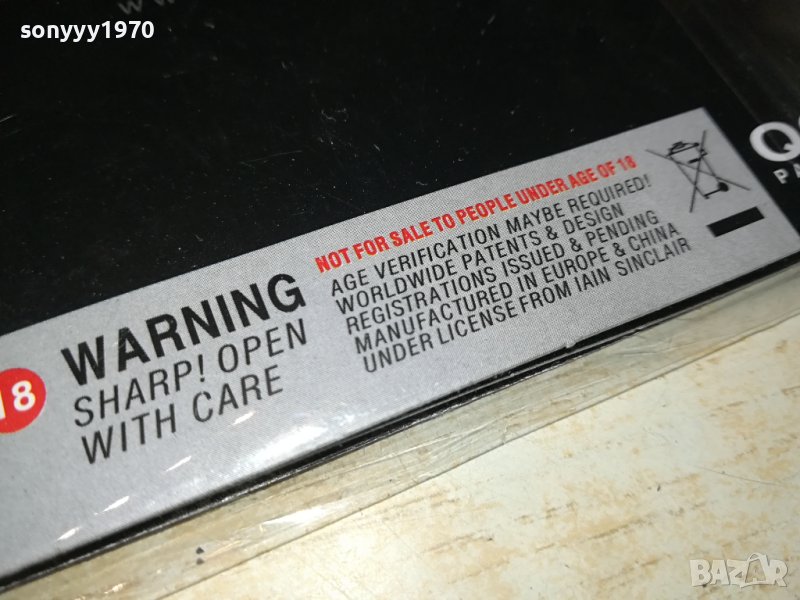 sonyyy1970
18
WARNING
SHARP! OPEN
WITH CARE
NOT FOR SALE TO PEOPLE UNDER AGE OF 18
AGE VERIFICATION MAYBE REQUIRED!
WORLDWIDE PATENTS & DESIGN
REGISTRATIONS ISSUED & PENDING
MANUFACTURED IN EUROPE & CHINA
UNDER LICENSE FROM IAIN SINCLAIR
BAZAR